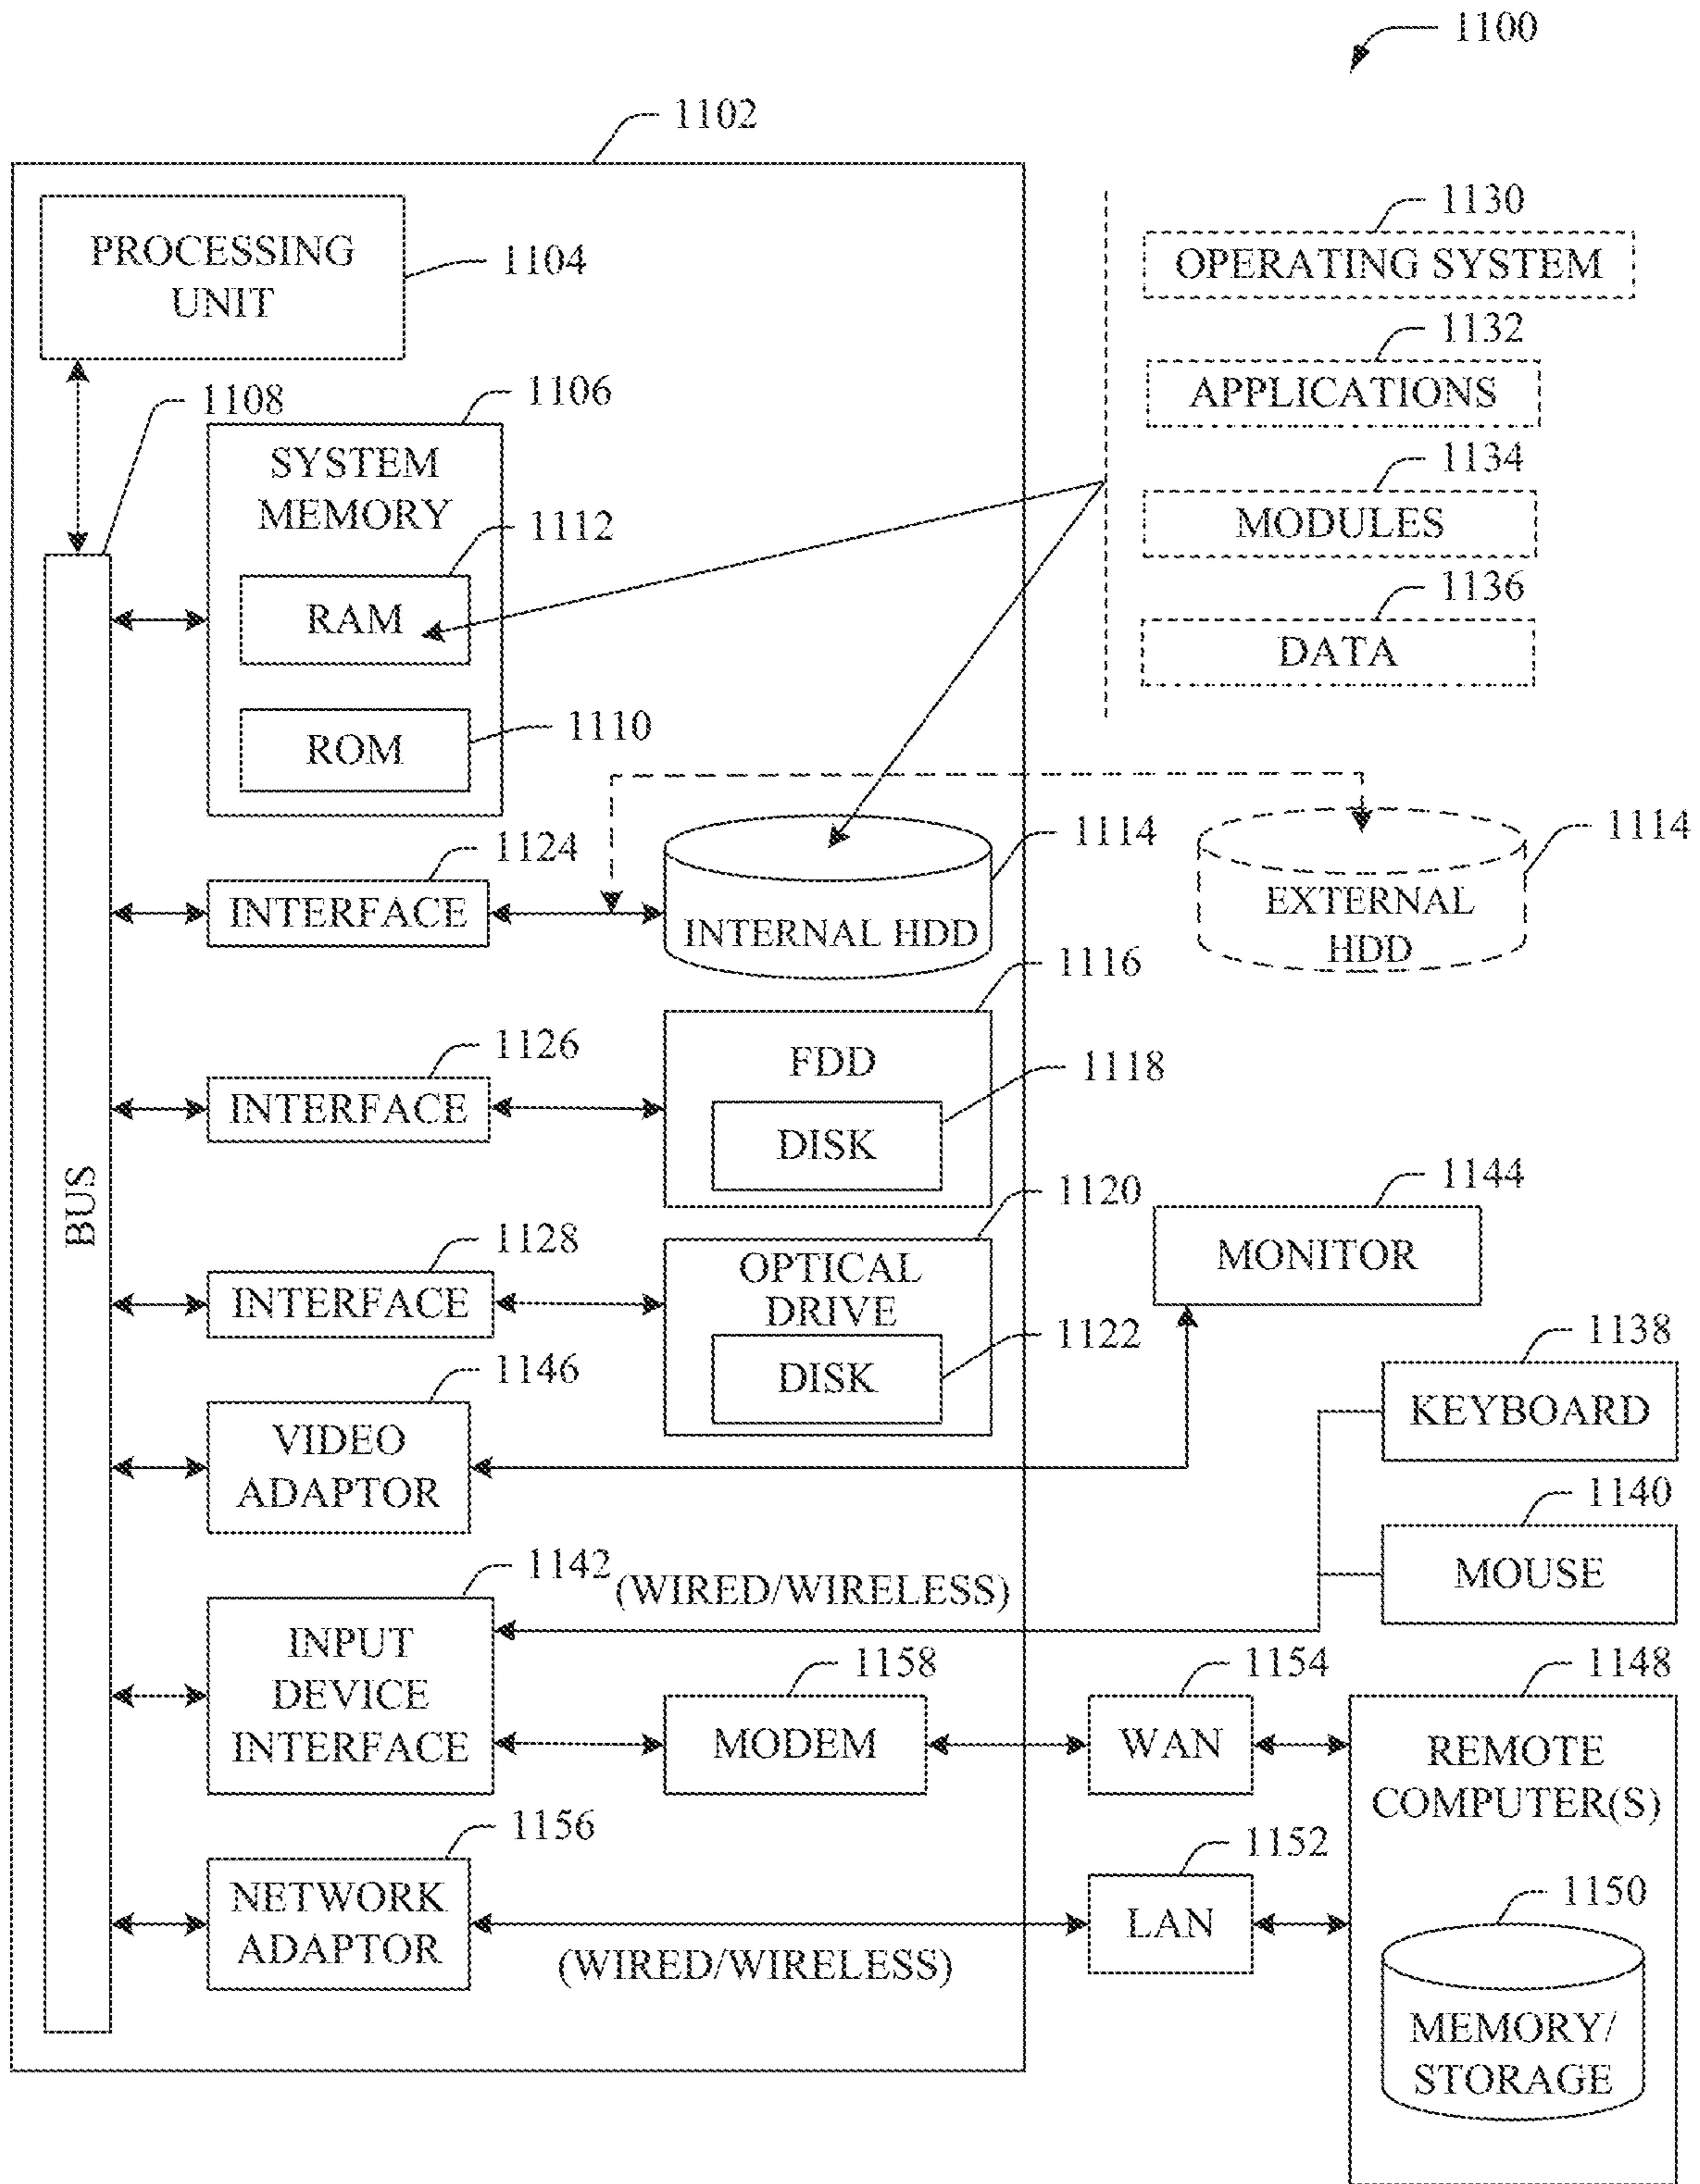 1100
1102
PROCESSING
UNIT
1104
1130
OPERATING SYSTEM
1132
APPLICATIONS
1134
MODULES
1136
DATA
1108
1106
SYSTEM
MEMORY
1112
RAM
1110
ROM
1124
INTERFACE
1114
INTERNAL HDD
1114
EXTERNAL
HDD
1126
INTERFACE
1116
FDD
1118
DISK
BUS
1128
INTERFACE
1120
OPTICAL
DRIVE
1122
DISK
1144
MONITOR
1146
VIDEO
ADAPTOR
1138
KEYBOARD
1140
MOUSE
1142
(WIRED/WIRELESS)
INPUT
DEVICE
INTERFACE
1158
MODEM
1154
WAN
1148
REMOTE
COMPUTER(S)
1156
NETWORK
ADAPTOR
(WIRED/WIRELESS)
1152
LAN
1150
MEMORY/
STORAGE